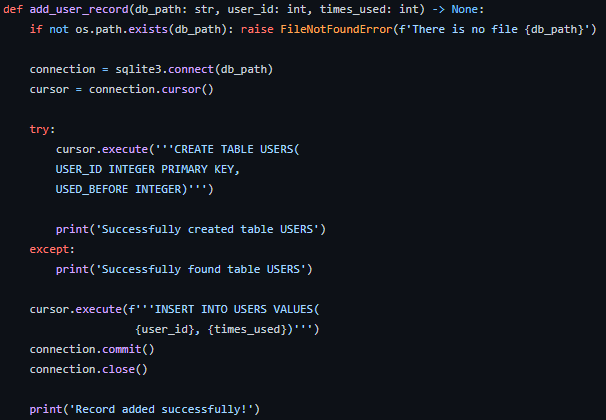 def add_user_record(db_path: str, user_id: int, times_used: int) -> None:
    if not os.path.exists(db_path): raise FileNotFoundError(f'There is no file {db_path}')

    connection = sqlite3.connect(db_path)
    cursor = connection.cursor()

    try:
        cursor.execute('''CREATE TABLE USERS(
        USER_ID INTEGER PRIMARY KEY,
        USED_BEFORE INTEGER)''')

        print('Successfully created table USERS')
    except:
        print('Successfully found table USERS')

    cursor.execute(f'''INSERT INTO USERS VALUES(
                    {user_id}, {times_used})''')
    connection.commit()
    connection.close()

    print('Record added successfully!')